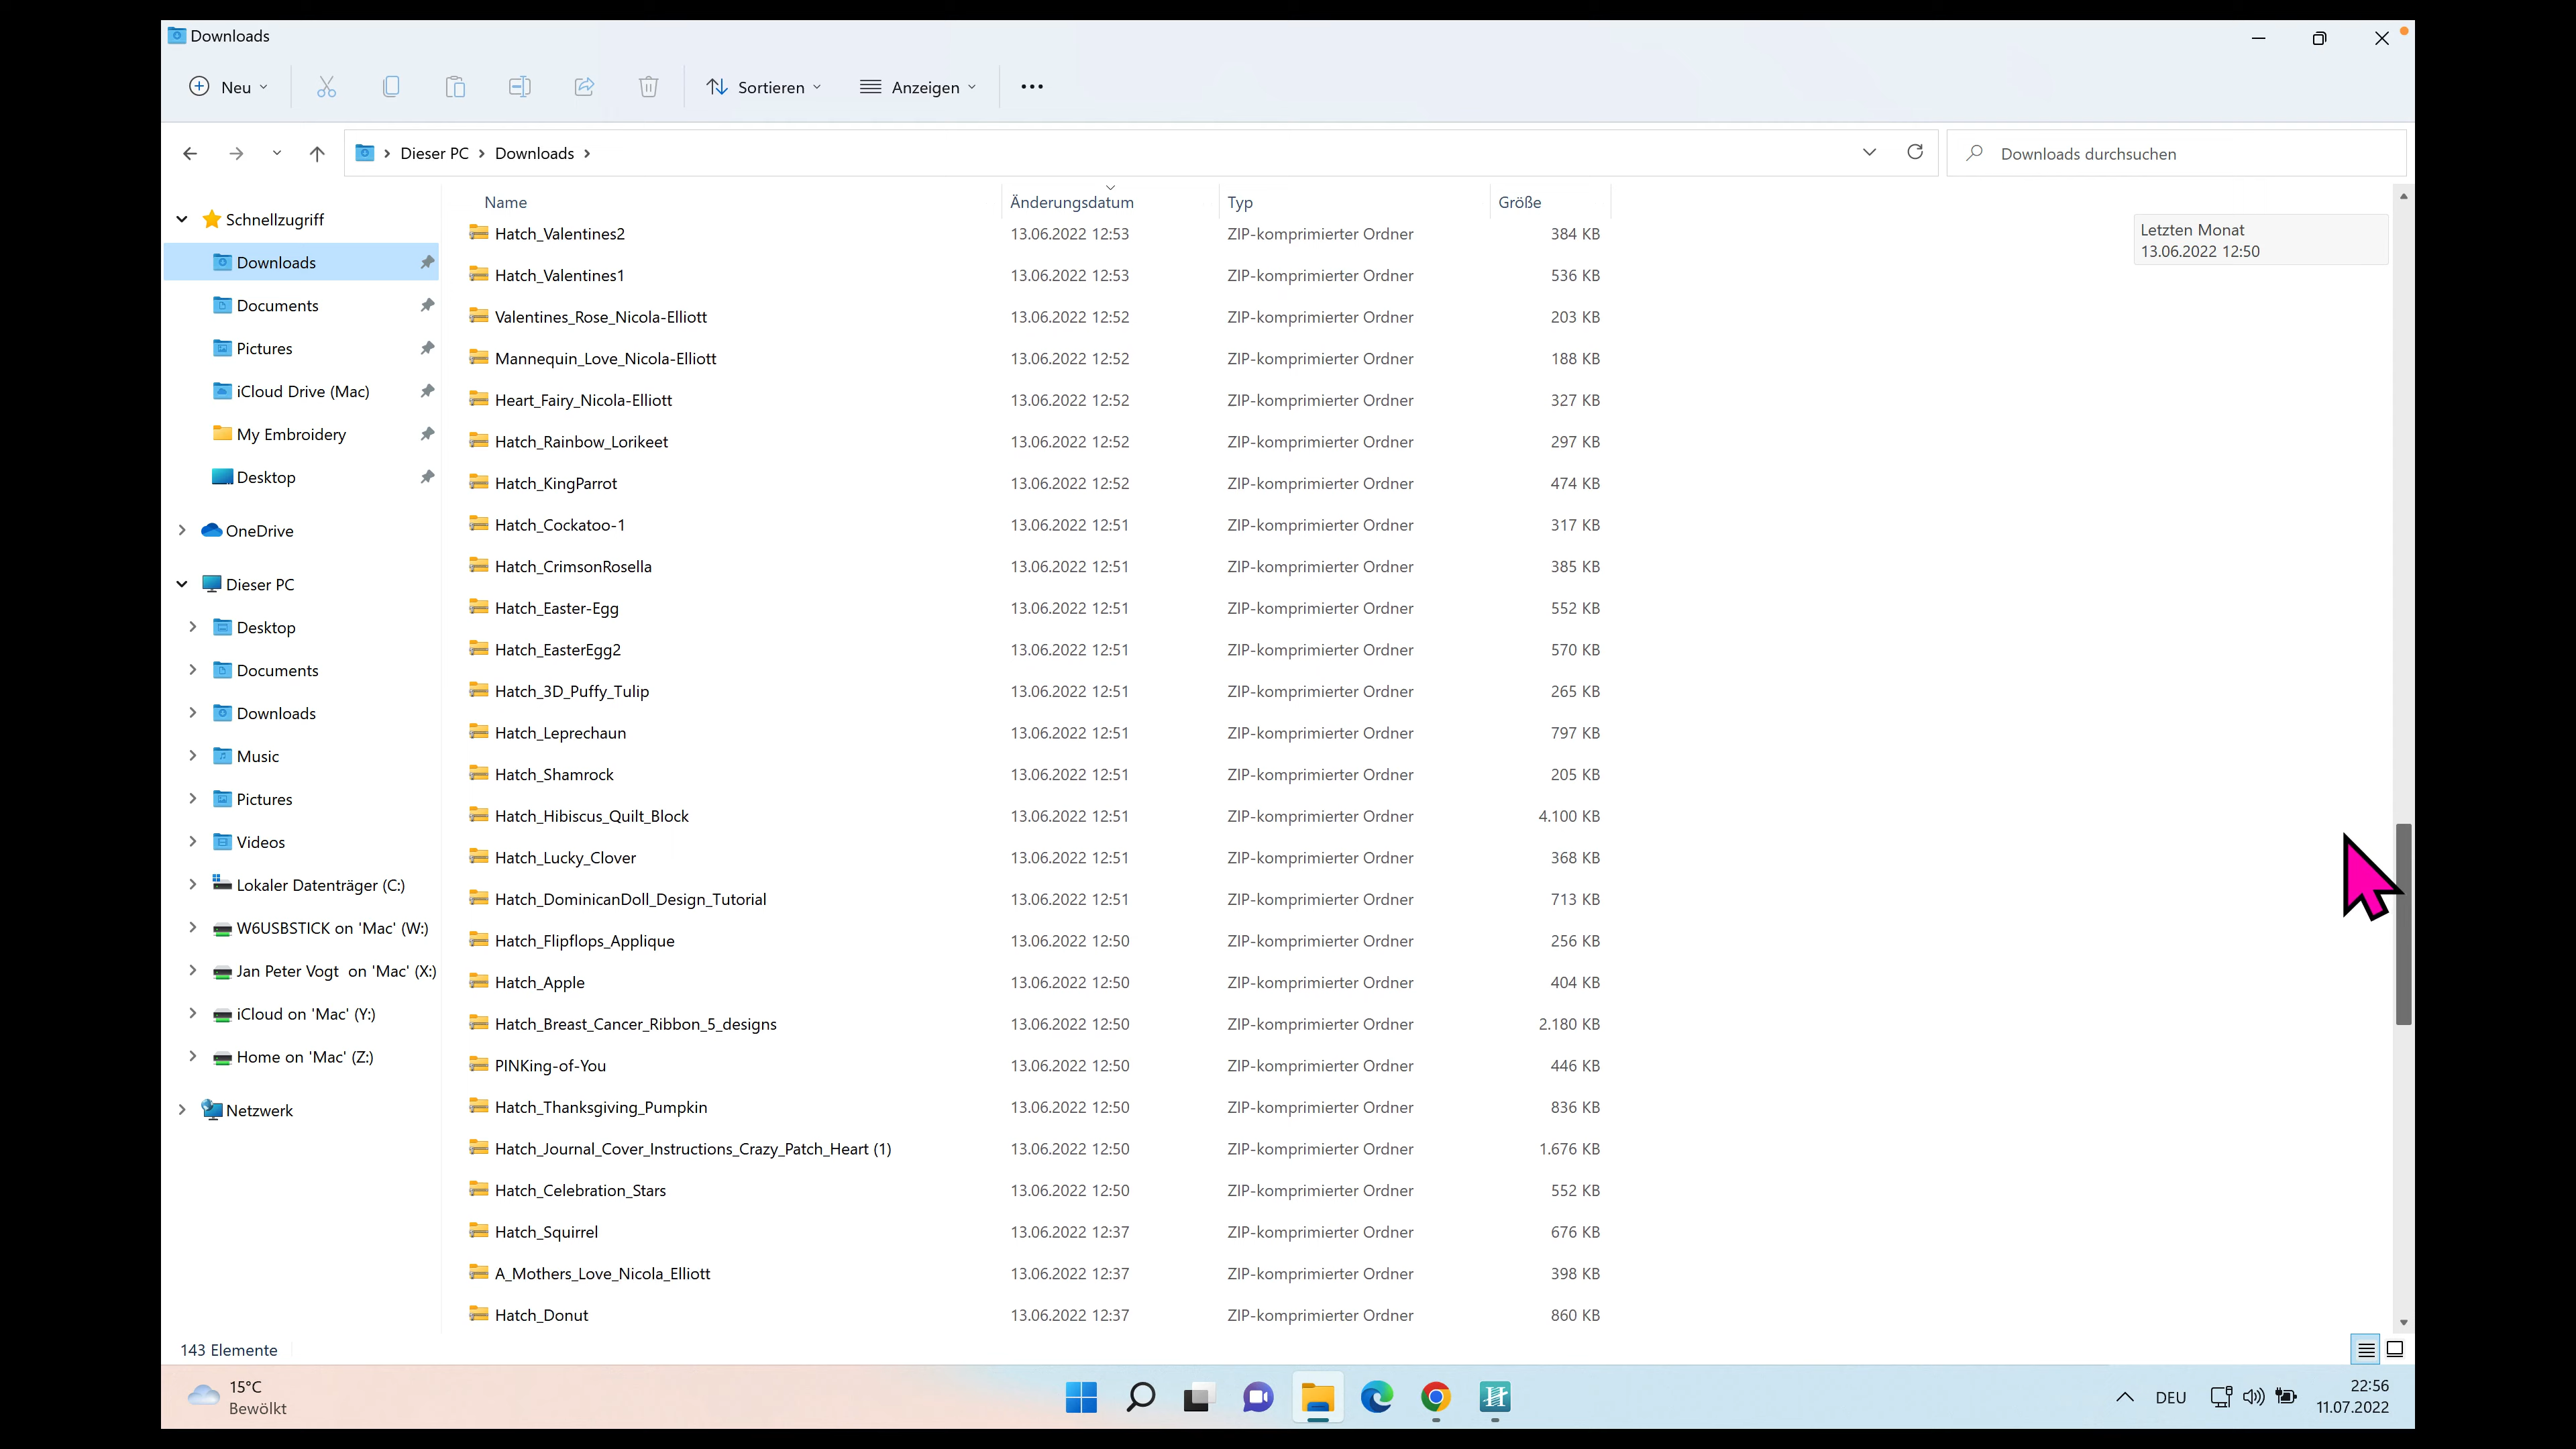 Downloads
Neu
Sortieren
Anzeigen
Dieser PC
Downloads
Downloads durchsuchen
Schnellzugriff
Downloads
Documents
Pictures
iCloud Drive (Mac)
My Embroidery
Desktop
OneDrive
Dieser PC
Desktop
Documents
Downloads
Music
Pictures
Videos
Lokaler Datenträger (C:)
W6USBSTICK on 'Mac' (W:)
Jan Peter Vogt on 'Mac' (X:)
iCloud on 'Mac' (Y:)
Home on 'Mac' (Z:)
Netzwerk
Name Änderungsdatum Typ Größe
Hatch_Valentines2 13.06.2022 12:53 ZIP-komprimierter Ordner 384 KB
Hatch_Valentines1 13.06.2022 12:53 ZIP-komprimierter Ordner 536 KB
Valentines_Rose_Nicola-Elliott 13.06.2022 12:52 ZIP-komprimierter Ordner 203 KB
Mannequin_Love_Nicola-Elliott 13.06.2022 12:52 ZIP-komprimierter Ordner 188 KB
Heart_Fairy_Nicola-Elliott 13.06.2022 12:52 ZIP-komprimierter Ordner 327 KB
Hatch_Rainbow_Lorikeet 13.06.2022 12:52 ZIP-komprimierter Ordner 297 KB
Hatch_KingParrot 13.06.2022 12:52 ZIP-komprimierter Ordner 474 KB
Hatch_Cockatoo-1 13.06.2022 12:51 ZIP-komprimierter Ordner 317 KB
Hatch_CrimsonRosella 13.06.2022 12:51 ZIP-komprimierter Ordner 385 KB
Hatch_Easter-Egg 13.06.2022 12:51 ZIP-komprimierter Ordner 552 KB
Hatch_EasterEgg2 13.06.2022 12:51 ZIP-komprimierter Ordner 570 KB
Hatch_3D_Puffy_Tulip 13.06.2022 12:51 ZIP-komprimierter Ordner 265 KB
Hatch_Leprechaun 13.06.2022 12:51 ZIP-komprimierter Ordner 797 KB
Hatch_Shamrock 13.06.2022 12:51 ZIP-komprimierter Ordner 205 KB
Hatch_Hibiscus_Quilt_Block 13.06.2022 12:51 ZIP-komprimierter Ordner 4.100 KB
Hatch_Lucky_Clover 13.06.2022 12:51 ZIP-komprimierter Ordner 368 KB
Hatch_DominicanDoll_Design_Tutorial 13.06.2022 12:51 ZIP-komprimierter Ordner 713 KB
Hatch_Flipflops_Applique 13.06.2022 12:50 ZIP-komprimierter Ordner 256 KB
Hatch_Apple 13.06.2022 12:50 ZIP-komprimierter Ordner 404 KB
Hatch_Breast_Cancer_Ribbon_5_designs 13.06.2022 12:50 ZIP-komprimierter Ordner 2.180 KB
PINKing-of-You 13.06.2022 12:50 ZIP-komprimierter Ordner 446 KB
Hatch_Thanksgiving_Pumpkin 13.06.2022 12:50 ZIP-komprimierter Ordner 836 KB
Hatch_Journal_Cover_Instructions_Crazy_Patch_Heart (1) 13.06.2022 12:50 ZIP-komprimierter Ordner 1.676 KB
Hatch_Celebration_Stars 13.06.2022 12:50 ZIP-komprimierter Ordner 552 KB
Hatch_Squirrel 13.06.2022 12:37 ZIP-komprimierter Ordner 676 KB
A_Mothers_Love_Nicola_Elliott 13.06.2022 12:37 ZIP-komprimierter Ordner 398 KB
Hatch_Donut 13.06.2022 12:37 ZIP-komprimierter Ordner 860 KB
Letzten Monat
13.06.2022 12:50
143 Elemente
15°C
Bewölkt
DEU
22:56
11.07.2022